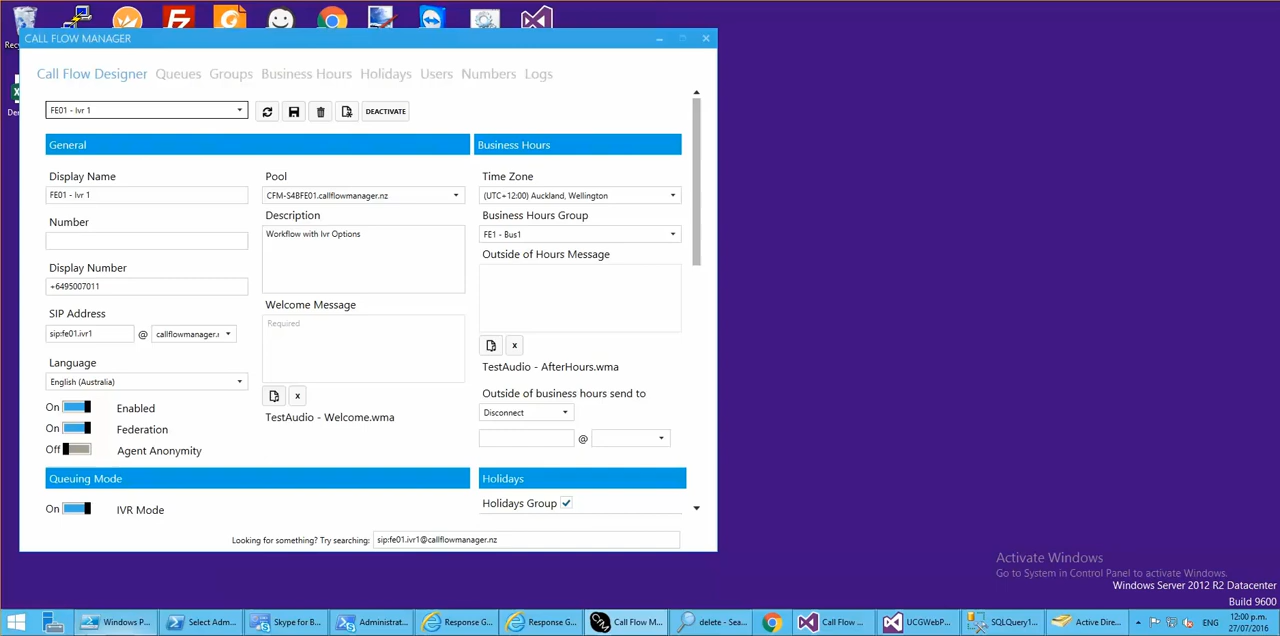 Recy
De
CALL FLOW MANAGER
Call Flow Designer Queues Groups Business Hours Holidays Users Numbers Logs
FE01 - Ivr 1
DEACTIVATE
General
Business Hours
Display Name
FE01 - Ivr 1
Pool
CFM-S4BFE01.callflowmanager.nz
Time Zone
(UTC+12:00) Auckland, Wellington
Number
Description
Workflow with Ivr Options
Business Hours Group
FE1 - Bus1
Display Number
+6495007011
Outside of Hours Message
Welcome Message
Required
SIP Address
sip:fe01.ivr1 @ callflowmanager.r
x
TestAudio - AfterHours.wma
Language
English (Australia)
Outside of business hours send to
Disconnect
@
x
TestAudio - Welcome.wma
On Enabled
On Federation
Off Agent Anonymity
Queuing Mode
Holidays
On IVR Mode
Holidays Group
Looking for something? Try searching: sip:fe01.ivr1@callflowmanager.nz
Activate Windows
Go to System in Control Panel to activate Windows.
Windows Server 2012 R2 Datacenter
Build 9600
Windows P...
Select Adm...
Skype for B...
Administrat...
Response G...
Response G...
Call Flow M...
delete - Sea...
Call Flow ...
UCGWebP...
SQLQuery1...
Active Dire...
ENG
12:00 p.m.
27/07/2016